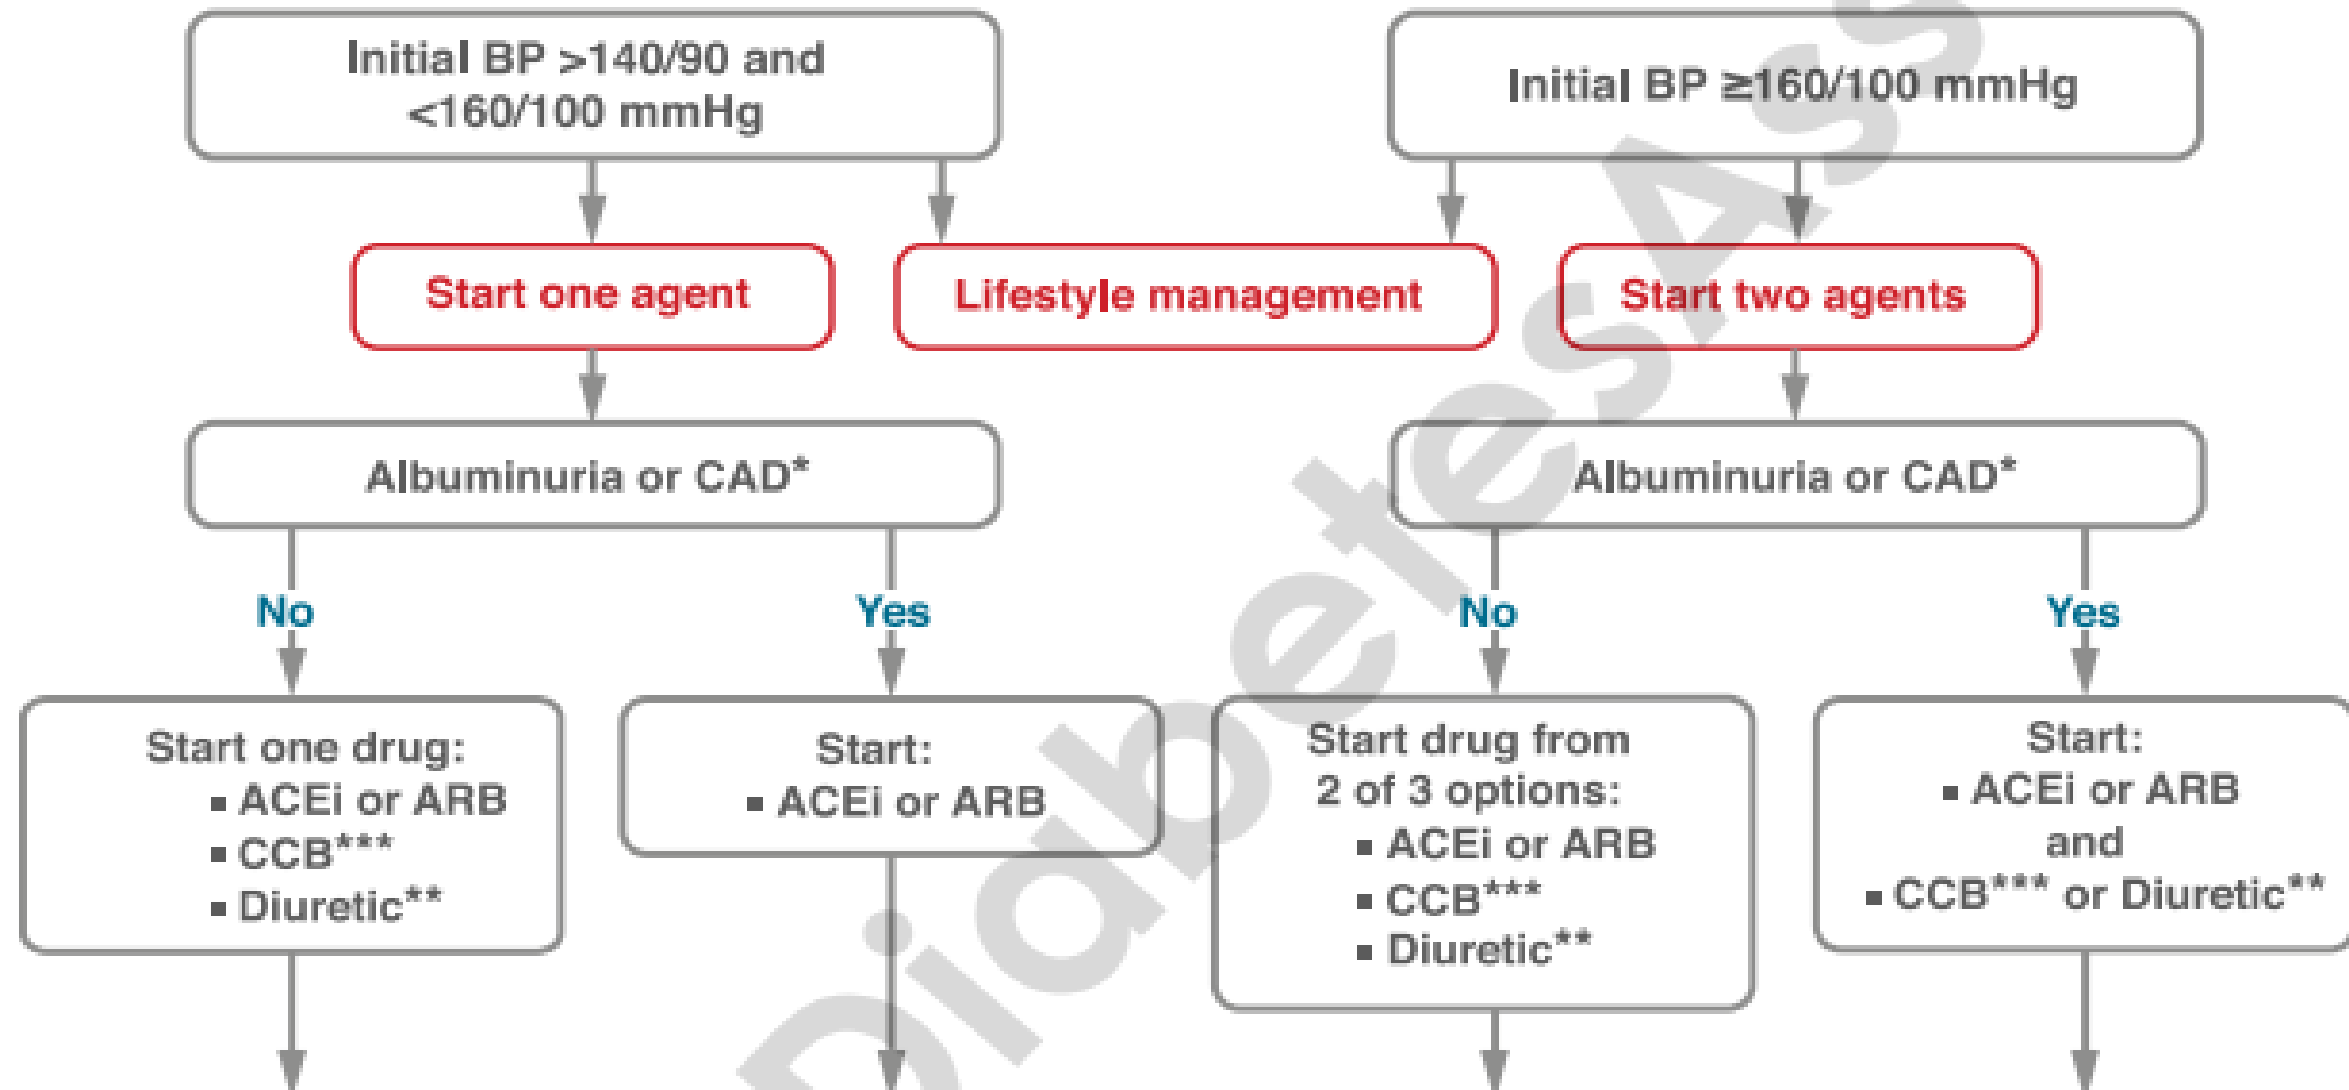 Initial BP >140/90 and
<160/100 mmHg
Initial BP ≥160/100 mmHg
Start one agent
Lifestyle management
Start two agents
Albuminuria or CAD*
Albuminuria or CAD*
No
Yes
No
Yes
Start one drug:
▪ ACEi or ARB
▪ CCB***
▪ Diuretic**
Start:
▪ ACEi or ARB
Start drug from
2 of 3 options:
▪ ACEi or ARB
▪ CCB***
▪ Diuretic**
Start:
▪ ACEi or ARB
and
▪ CCB*** or Diuretic**
DiabetesAss